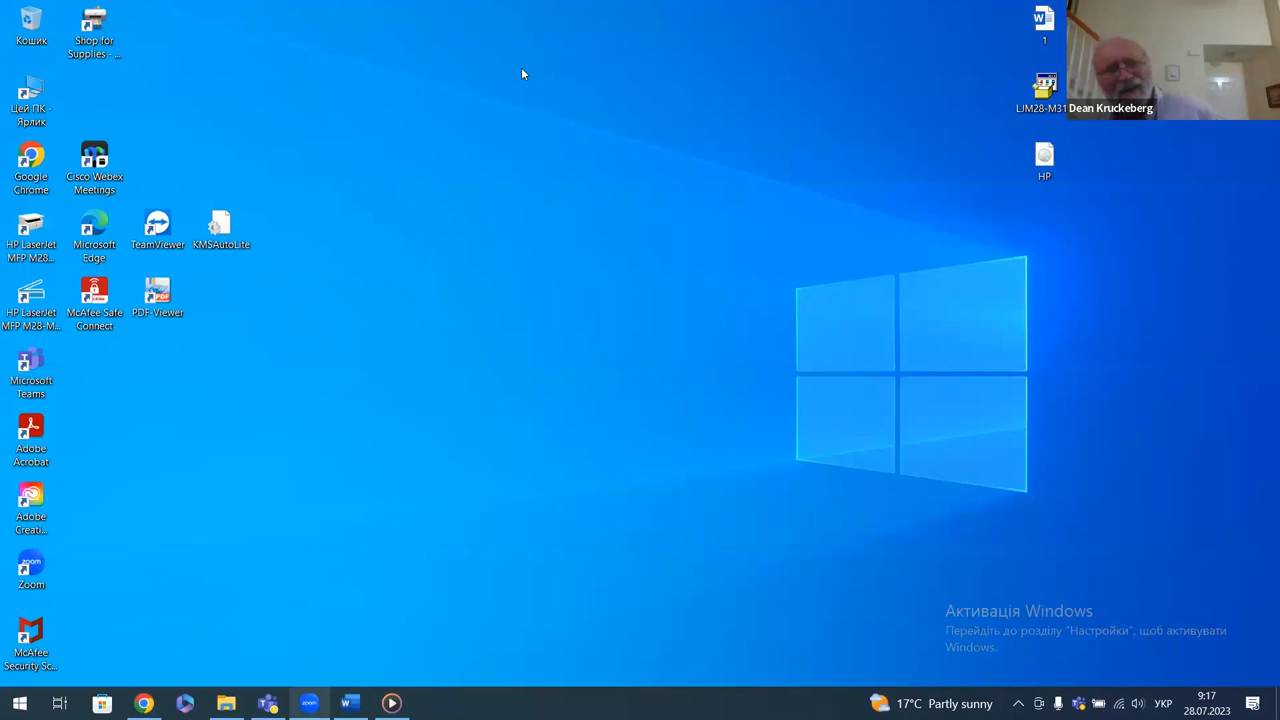 Кошик
Shop for
Supplies - ...
Цей ПК -
Ярлик
Google
Chrome
Cisco Webex
Meetings
HP LaserJet
MFP M28...
Microsoft
Edge
TeamViewer
KMSAutoLite
HP LaserJet
MFP M28-M...
McAfee Safe
Connect
PDF-Viewer
Microsoft
Teams
Adobe
Acrobat
Adobe
Creati...
zoom
Zoom
McAfee
Security Sc...
1
LJM28-M31
HP
Dean Kruckeberg
Активація Windows
Перейдіть до розділу "Настройки", щоб активувати
Windows.
17°C Partly sunny
УКР
9:17
28.07.2023